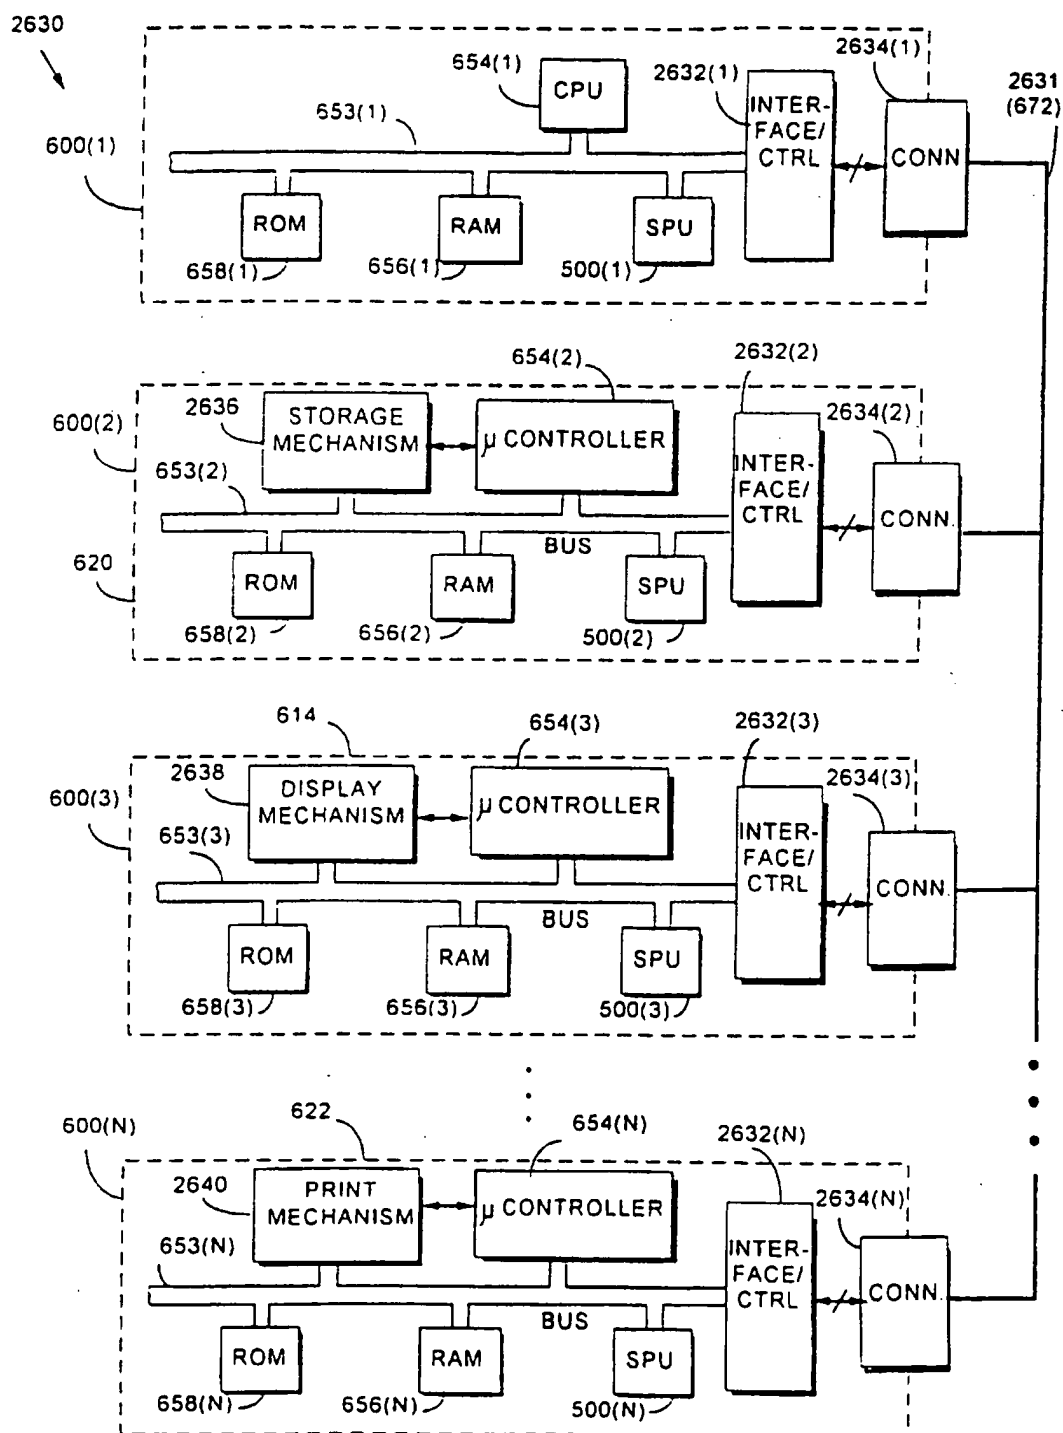 2630
600(1)
653(1)
654(1)
CPU
2632(1)
INTER-
FACE/
CTRL
2634(1)
CONN
2631
(672)
ROM
658(1)
RAM
656(1)
SPU
500(1)
600(2)
2636
STORAGE
MECHANISM
654(2)
µ CONTROLLER
2632(2)
INTER-
FACE/
CTRL
2634(2)
CONN.
653(2)
BUS
620
ROM
658(2)
RAM
656(2)
SPU
500(2)
614
600(3)
2638
DISPLAY
MECHANISM
654(3)
µ CONTROLLER
2632(3)
INTER-
FACE/
CTRL
2634(3)
CONN.
653(3)
BUS
ROM
658(3)
RAM
656(3)
SPU
500(3)
622
600(N)
2640
PRINT
MECHANISM
654(N)
µ CONTROLLER
2632(N)
INTER-
FACE/
CTRL
2634(N)
CONN.
653(N)
BUS
ROM
658(N)
RAM
656(N)
SPU
500(N)